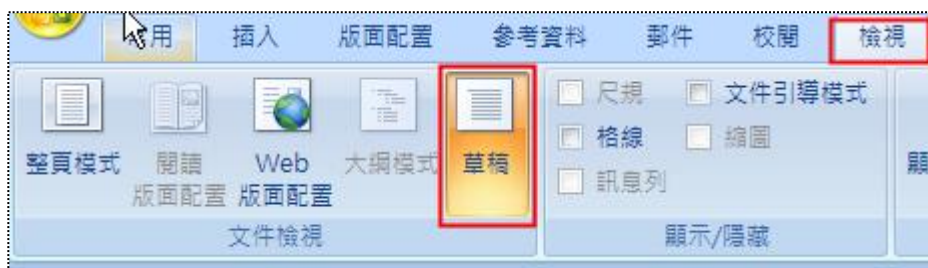 用 插入 版面配置 參考資料 郵件 校閱 檢視
整頁模式 閱讀 版面配置 Web 版面配置 大綱模式 草稿
尺規 文件引導模式
格線 縮圖
訊息列
顯
文件檢視 顯示/隱藏